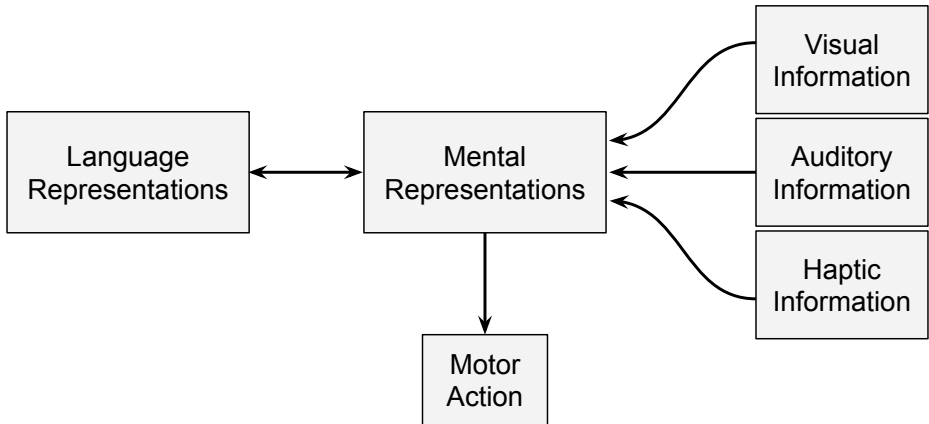 Visual
Information
Language
Representations
Mental
Representations
Auditory
Information
Haptic
Information
Motor
Action